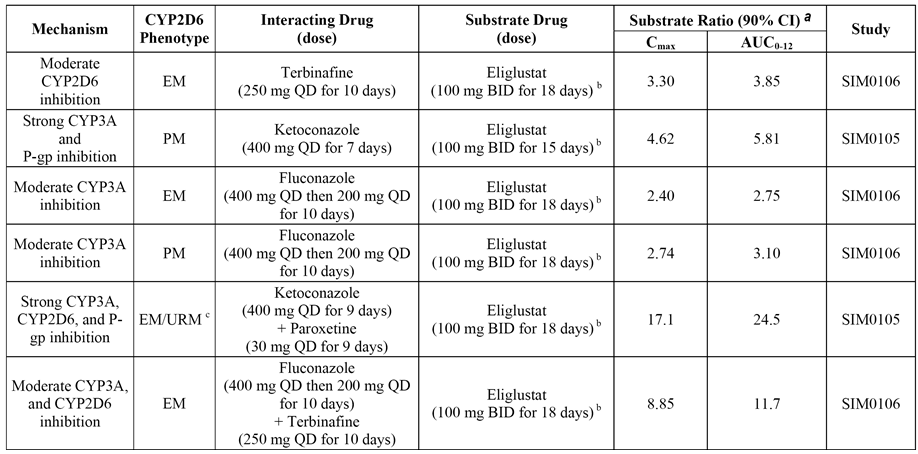 Mechanism
CYP2D6
Phenotype
Interacting Drug
(dose)
Substrate Drug
(dose)
Substrate Ratio (90% CI) a
Cmax
AUC0-12
Study
Moderate
CYP2D6
inhibition
EM
Terbinafine
(250 mg QD for 10 days)
Eliglustat
(100 mg BID for 18 days) b
3.30
3.85
SIM0106
Strong CYP3A
and
P-gp inhibition
PM
Ketoconazole
(400 mg QD for 7 days)
Eliglustat
(100 mg BID for 15 days) b
4.62
5.81
SIM0105
Moderate CYP3A
inhibition
EM
Fluconazole
(400 mg QD then 200 mg QD
for 10 days)
Eliglustat
(100 mg BID for 18 days) b
2.40
2.75
SIM0106
Moderate CYP3A
inhibition
PM
Fluconazole
(400 mg QD then 200 mg QD
for 10 days)
Eliglustat
(100 mg BID for 18 days) b
2.74
3.10
SIM0106
Strong CYP3A,
CYP2D6, and P-
gp inhibition
EM/URM c
Ketoconazole
(400 mg QD for 9 days)
+ Paroxetine
(30 mg QD for 9 days)
Eliglustat
(100 mg BID for 18 days) b
17.1
24.5
SIM0105
Moderate CYP3A,
and CYP2D6
inhibition
EM
Fluconazole
(400 mg QD then 200 mg QD
for 10 days)
+ Terbinafine
(250 mg QD for 10 days)
Eliglustat
(100 mg BID for 18 days) b
8.85
11.7
SIM0106